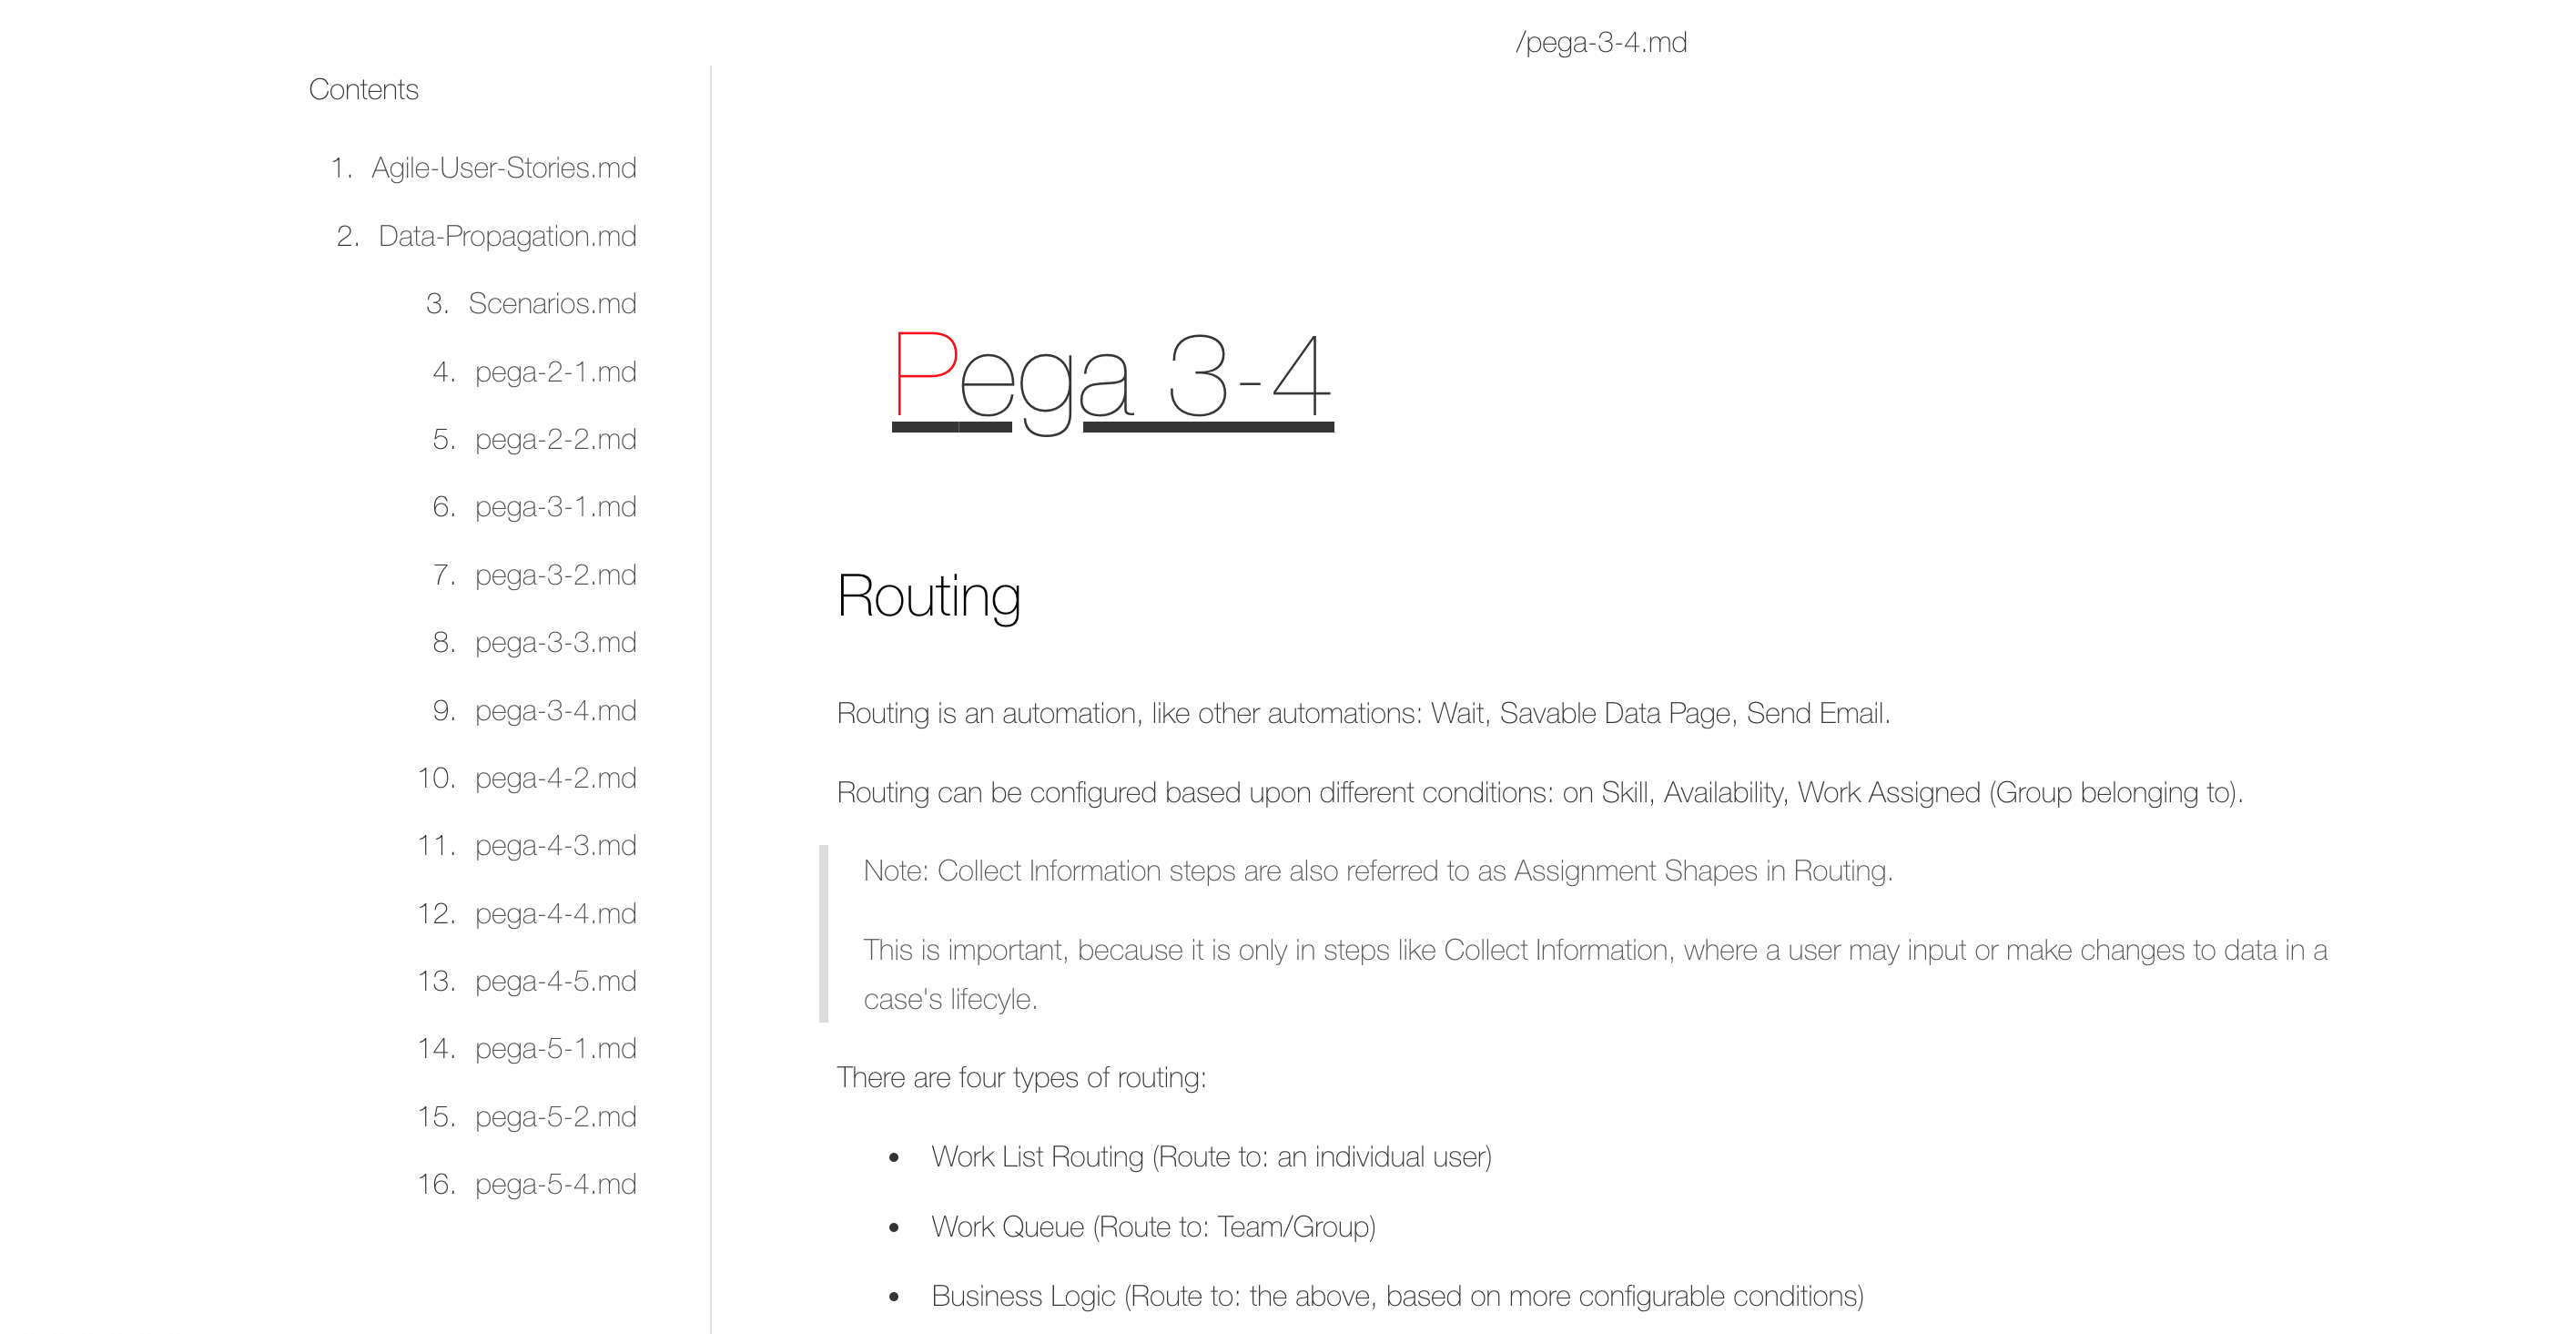 /pega-3-4.md
Contents
1. Agile-User-Stories.md
2. Data-Propagation.md
3. Scenarios.md
4. pega-2-1.md
5. pega-2-2.md
6. pega-3-1.md
7. pega-3-2.md
8. pega-3-3.md
9. pega-3-4.md
10. pega-4-2.md
11. pega-4-3.md
12. pega-4-4.md
13. pega-4-5.md
14. pega-5-1.md
15. pega-5-2.md
16. pega-5-4.md
Pega 3-4
Routing
Routing is an automation, like other automations: Wait, Savable Data Page, Send Email.
Routing can be configured based upon different conditions: on Skill, Availability, Work Assigned (Group belonging to).
Note: Collect Information steps are also referred to as Assignment Shapes in Routing.
This is important, because it is only in steps like Collect Information, where a user may input or make changes to data in a
case's lifecyle.
There are four types of routing:
• Work List Routing (Route to: an individual user)
• Work Queue (Route to: Team/Group)
• Business Logic (Route to: the above, based on more configurable conditions)